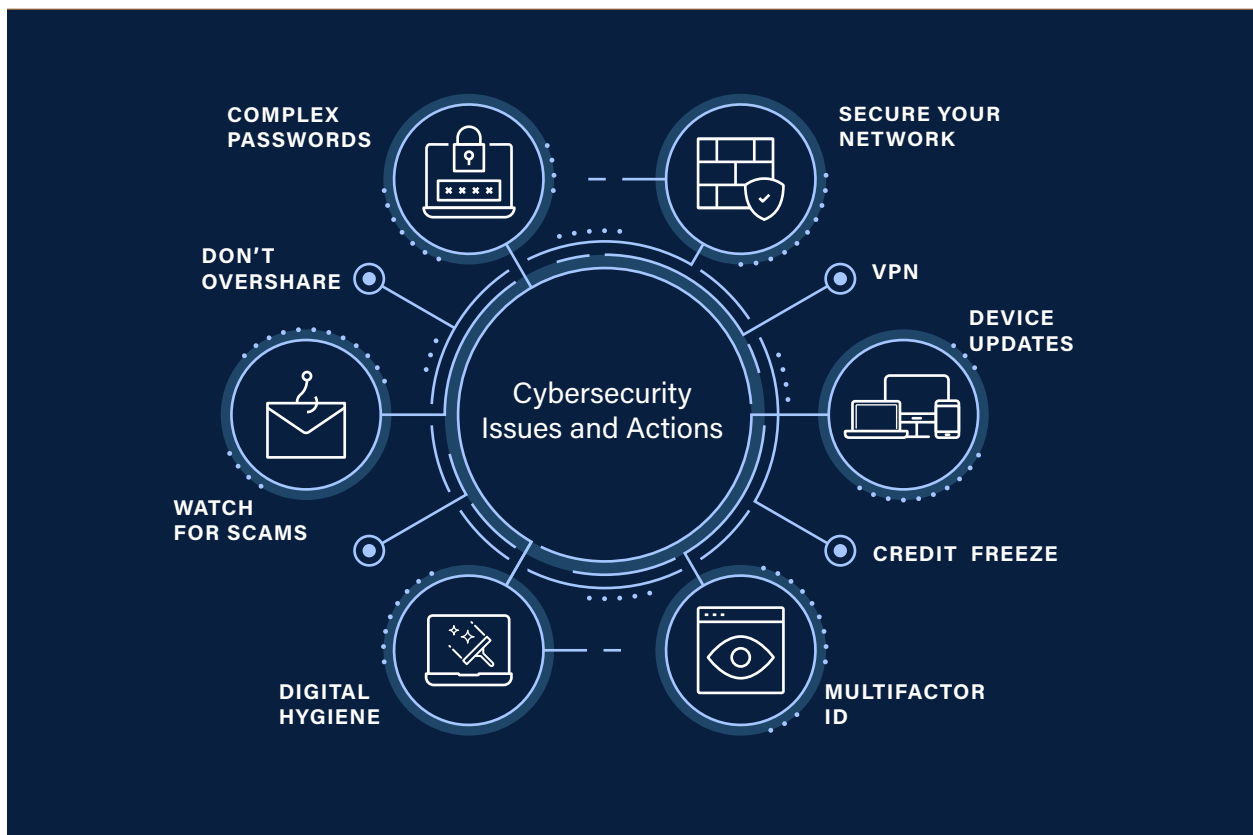 COMPLEX
PASSWORDS
SECURE YOUR
NETWORK
DON'T
OVERSHARE
VPN
DEVICE
UPDATES
Cybersecurity
Issues and Actions
WATCH
FOR SCAMS
CREDIT FREEZE
DIGITAL
HYGIENE
MULTIFACTOR
ID